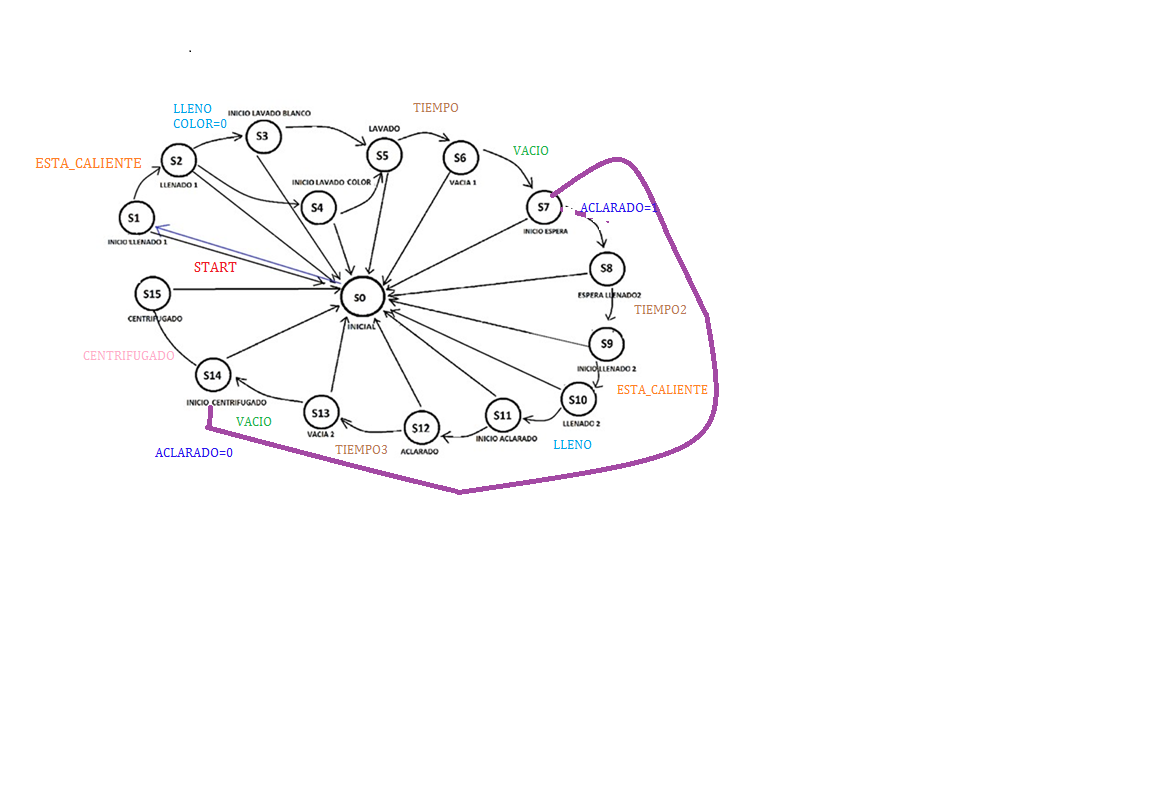 LLENO
COLOR=0
INICIO LAVADO BLANCO
TIEMPO
S3
LAVADO
ESTA_CALIENTE
S2
S5
S6
VACIO
LLENADO 1
INICIO LAVADO COLOR
VACIA 1
S1
S4
S7
ACLARADO=1
INICIO LLENADO 1
INICIO ESPERA
START
S8
S15
S0
ESPERA LLENADO2
CENTRIFUGADO
INICIAL
TIEMPO2
S9
CENTRIFUGADO
INICIO LLENADO 2
S14
ESTA_CALIENTE
INICIO_CENTRIFUGADO
S10
S13
S11
VACIO
S12
LLENADO 2
VACIA 2
INICIO ACLARADO
LLENO
ACLARADO=0
TIEMPO3
ACLARADO